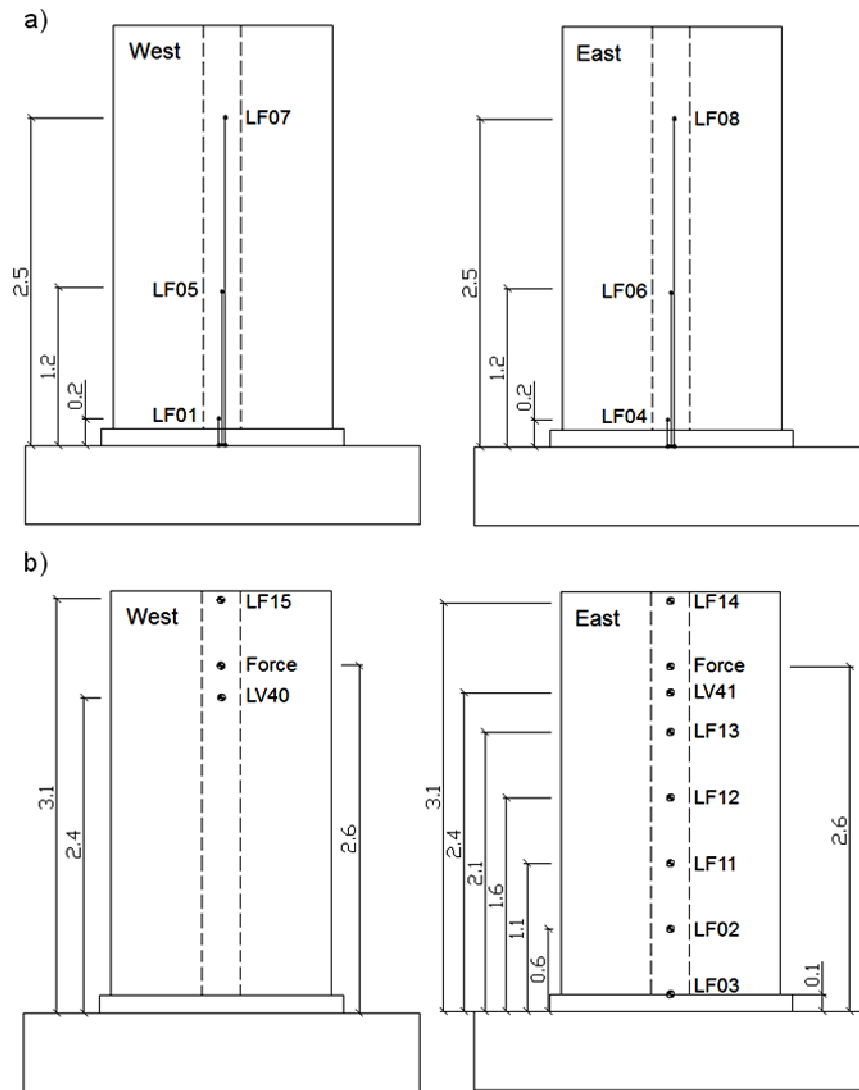 a)
West
East
LF07
LF08
2.5
2.5
LF05
LF06
1.2
1.2
0.2
0.2
LF01
LF04
b)
West
East
LF15
LF14
Force
Force
LV40
LV41
LF13
3.1
2.4
2.6
3.1
2.4
2.1
1.6
1.1
0.6
LF12
LF11
LF02
LF03
2.6
0.1